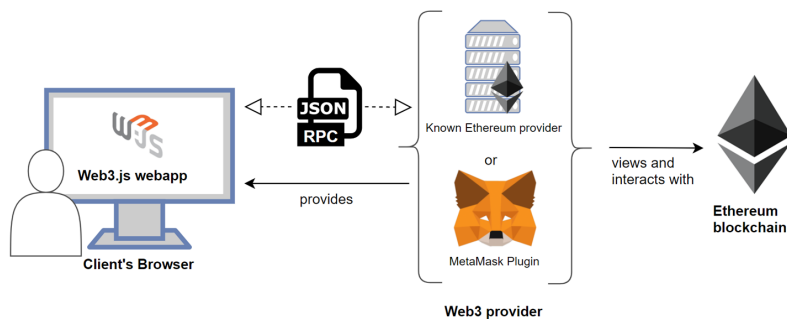 W3JS
Web3.js webapp
Client's Browser
JSON
RPC
provides
Known Ethereum provider
or
MetaMask Plugin
Web3 provider
views and
interacts with
Ethereum
blockchain